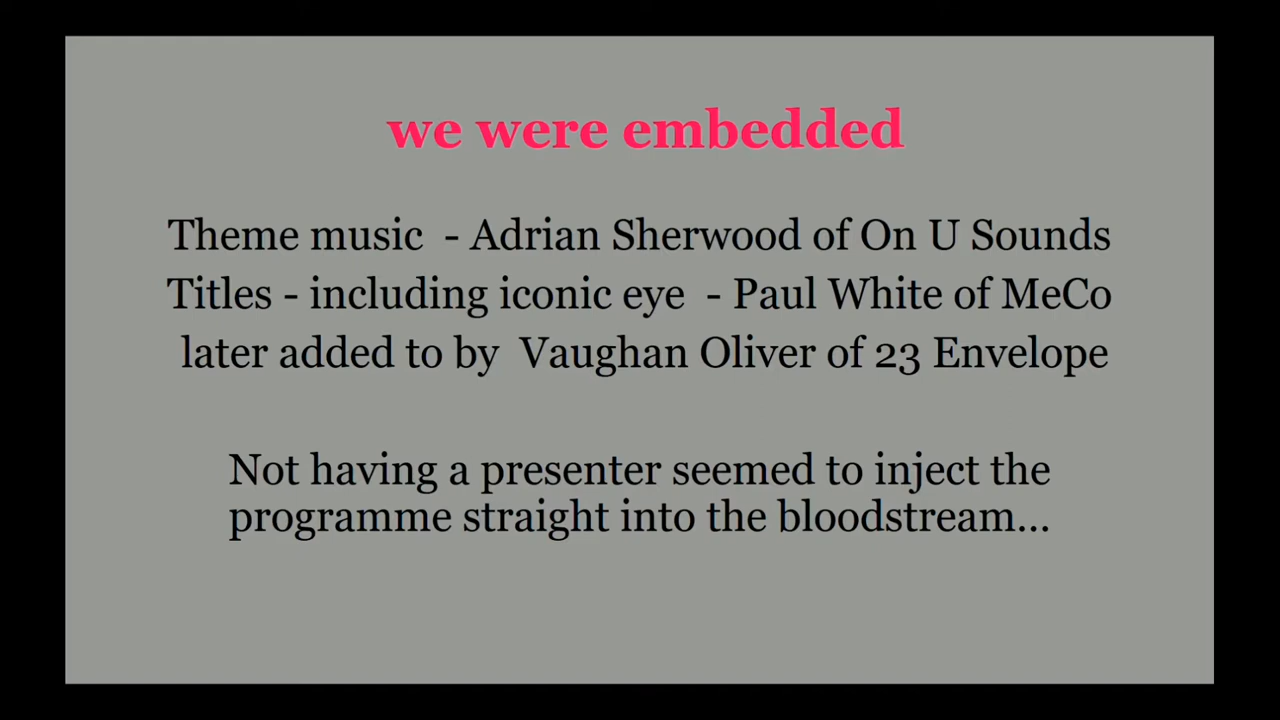 we were embedded
Theme music - Adrian Sherwood of On U Sounds
Titles - including iconic eye - Paul White of MeCo
later added to by Vaughan Oliver of 23 Envelope
Not having a presenter seemed to inject the
programme straight into the bloodstream...